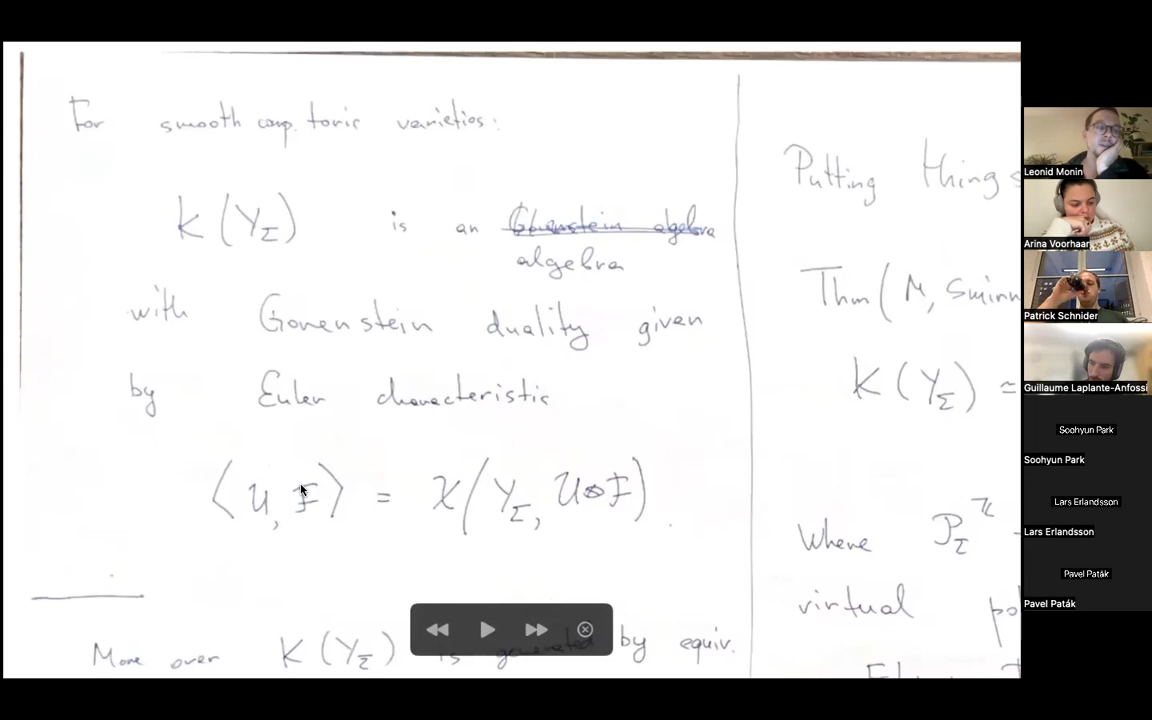 For smooth comp. toric varieties:
K(Y_Σ) is an Gorenstein algebra
algebra
with Gorenstein duality given
by Euler characteristic
⟨U, F⟩ = χ(Y_Σ, U⊗F).
More over K(Y_Σ) is generated by equiv.
Putting things
Thm (M, Smirn
K(Y_Σ) ≃
Where P_Σ
virtual po
Leonid Monin
Arina Voorhaar
Patrick Schnider
Guillaume Laplante-Anfossi
Soohyun Park
Soohyun Park
Lars Erlandsson
Lars Erlandsson
Pavel Paták
Pavel Paták